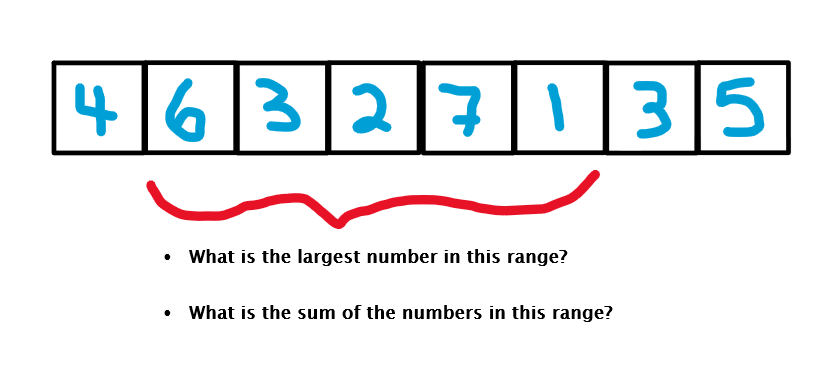 4 6 3 2 7 1 3 5
• What is the largest number in this range?
• What is the sum of the numbers in this range?